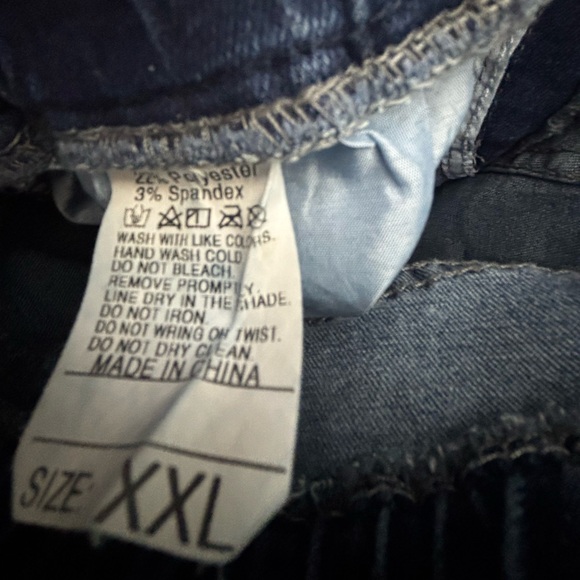 22% Polyester
3% Spandex
WASH WITH LIKE COLORS.
HAND WASH COLD
DO NOT BLEACH.
REMOVE PROMPTLY.
LINE DRY IN THE SHADE.
DO NOT IRON.
DO NOT WRING OR TWIST.
DO NOT DRY CLEAN.
MADE IN CHINA
SIZE: XXL